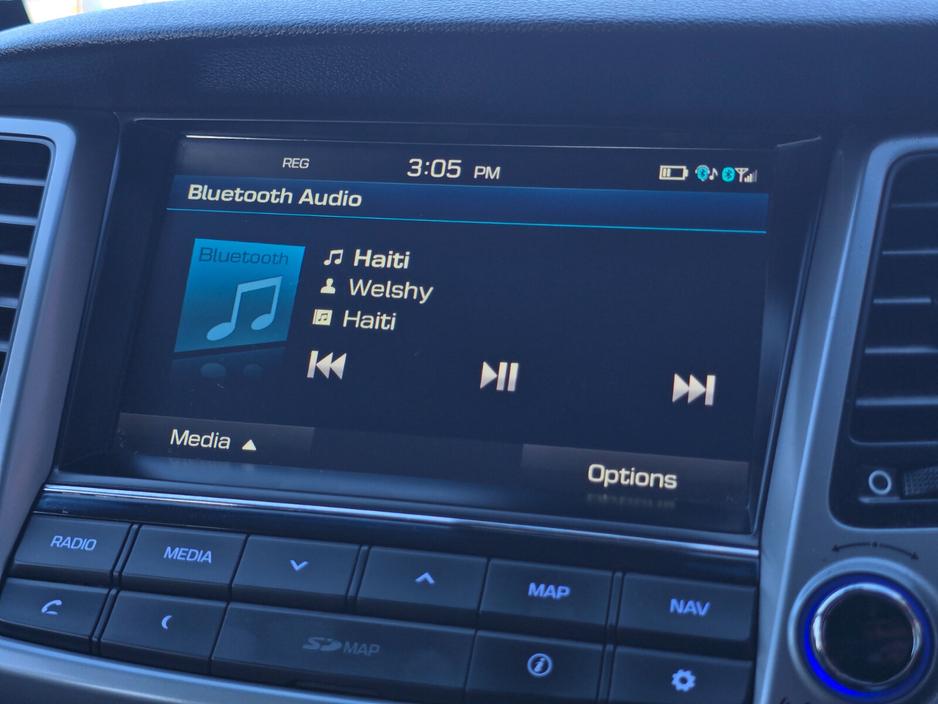 REG 3:05 PM
Bluetooth Audio
Bluetooth
Haiti
Welshy
Haiti
Media
Options
RADIO
MEDIA
MAP
NAV
SD MAP